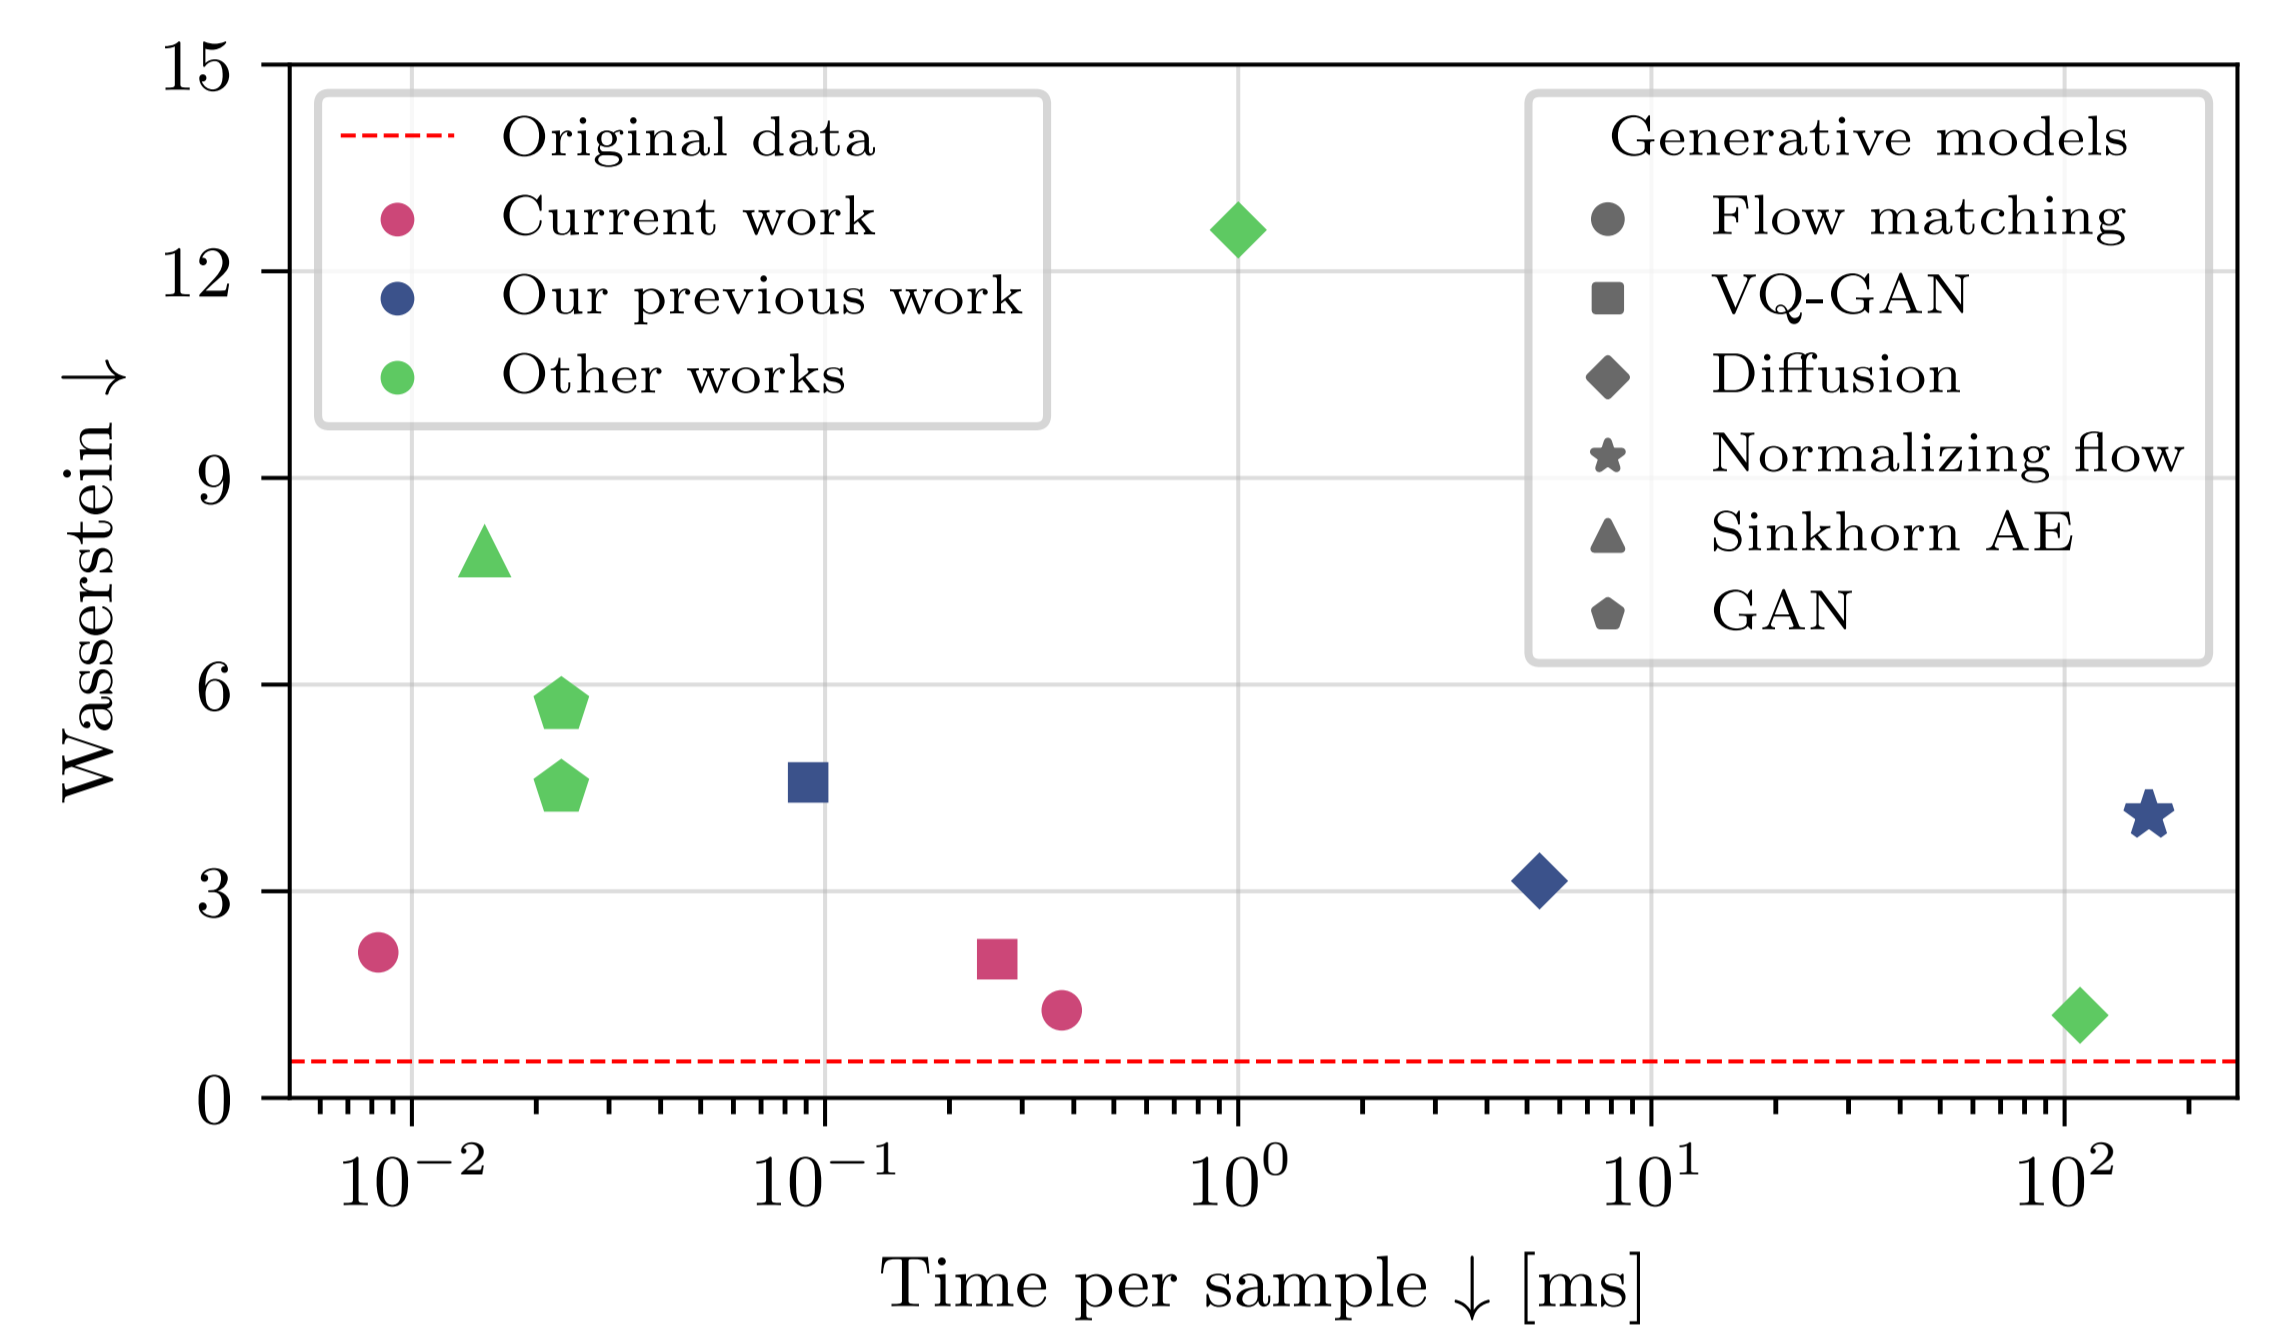 15
12
9
6
3
0
Wasserstein ↓
Original data
Current work
Our previous work
Other works
Generative models
Flow matching
VQ-GAN
Diffusion
Normalizing flow
Sinkhorn AE
GAN
10⁻² 10⁻¹ 10⁰ 10¹ 10²
Time per sample ↓ [ms]